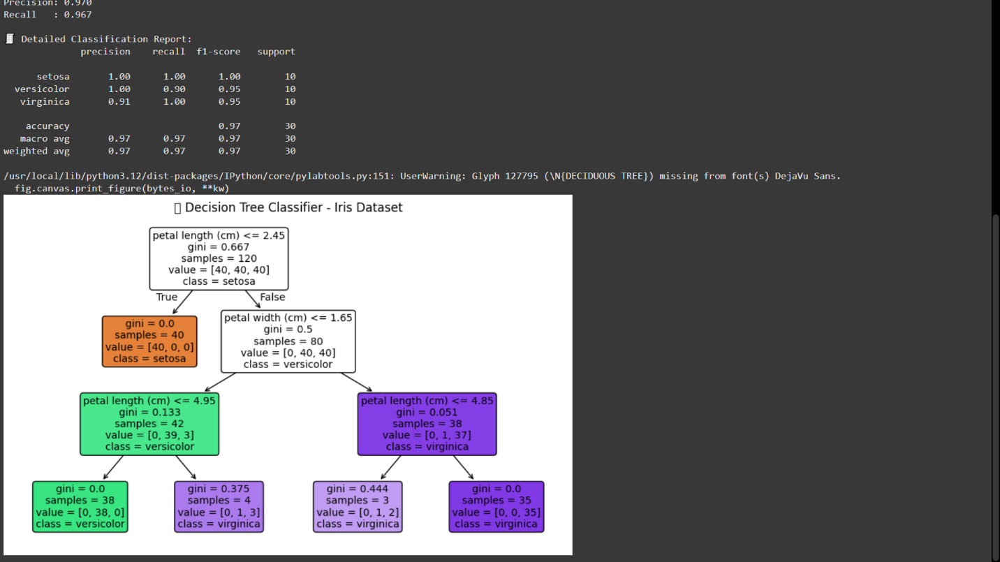 Precision: 0.970
Recall   : 0.967
Detailed Classification Report:
precision recall f1-score support
setosa 1.00 1.00 1.00 10
versicolor 1.00 0.90 0.95 10
virginica 0.91 1.00 0.95 10
accuracy 0.97 30
macro avg 0.97 0.97 0.97 30
weighted avg 0.97 0.97 0.97 30
/usr/local/lib/python3.12/dist-packages/IPython/core/pylabtools.py:151: UserWarning: Glyph 127795 (\N{DECIDUOUS TREE}) missing from font(s) DejaVu Sans.
fig.canvas.print_figure(bytes_io, **kw)
Decision Tree Classifier - Iris Dataset
petal length (cm) <= 2.45
gini = 0.667
samples = 120
value = [40, 40, 40]
class = setosa
True
False
gini = 0.0
samples = 40
value = [40, 0, 0]
class = setosa
petal width (cm) <= 1.65
gini = 0.5
samples = 80
value = [0, 40, 40]
class = versicolor
petal length (cm) <= 4.95
gini = 0.133
samples = 42
value = [0, 39, 3]
class = versicolor
petal length (cm) <= 4.85
gini = 0.051
samples = 38
value = [0, 1, 37]
class = virginica
gini = 0.0
samples = 38
value = [0, 38, 0]
class = versicolor
gini = 0.375
samples = 4
value = [0, 1, 3]
class = virginica
gini = 0.444
samples = 3
value = [0, 1, 2]
class = virginica
gini = 0.0
samples = 35
value = [0, 0, 35]
class = virginica